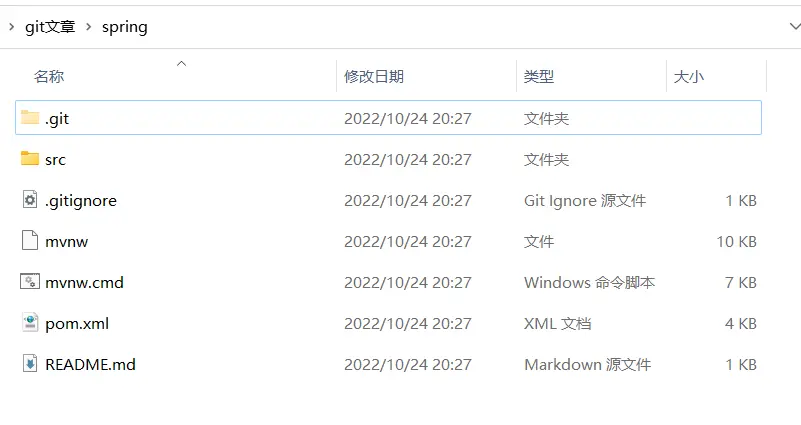 git文章 spring
名称 修改日期 类型 大小
.git 2022/10/24 20:27 文件夹
src 2022/10/24 20:27 文件夹
.gitignore 2022/10/24 20:27 Git Ignore 源文件 1 KB
mvnw 2022/10/24 20:27 文件 10 KB
mvnw.cmd 2022/10/24 20:27 Windows 命令脚本 7 KB
pom.xml 2022/10/24 20:27 XML 文档 4 KB
README.md 2022/10/24 20:27 Markdown 源文件 1 KB